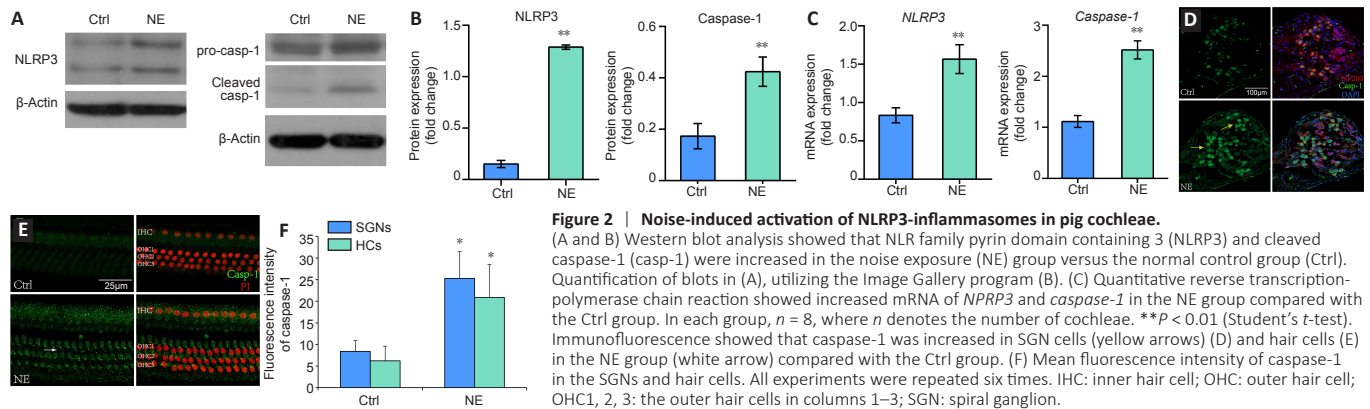 A
Ctrl
NE
NLRP3
β-Actin
Ctrl
NE
pro-casp-1
Cleaved
casp-1
β-Actin
B
NLRP3
Protein expression
(fold change)
1.5
1.0
0.5
0
Ctrl
**
NE
Caspase-1
Protein expression
(fold change)
0.6
0.4
0.2
0
Ctrl
**
NE
C
NLRP3
mRNA expression
(fold change)
2.0
1.5
1.0
0.5
0
Ctrl
**
NE
Caspase-1
mRNA expression
(fold change)
3
2
1
0
Ctrl
**
NE
D
Ctrl
100μm
NF200
Casp-1
DAPI
NE
E
Ctrl
25μm
IHC
OHC1
OHC2
OHC3
Casp-1
PI
NE
IHC
OHC1
OHC2
OHC3
F
SGNs
HCs
Fluorescence intensity
of caspase-1
40
35
30
25
20
15
10
5
0
Ctrl
*
*
NE
Figure 2 | Noise-induced activation of NLRP3-inflammasomes in pig cochleae.
(A and B) Western blot analysis showed that NLR family pyrin domain containing 3 (NLRP3) and cleaved
caspase-1 (casp-1) were increased in the noise exposure (NE) group versus the normal control group (Ctrl).
Quantification of blots in (A), utilizing the Image Gallery program (B). (C) Quantitative reverse transcription-
polymerase chain reaction showed increased mRNA of NPRP3 and caspase-1 in the NE group compared with
the Ctrl group. In each group, n = 8, where n denotes the number of cochleae. **P < 0.01 (Student’s t-test).
Immunofluorescence showed that caspase-1 was increased in SGN cells (yellow arrows) (D) and hair cells (E)
in the NE group (white arrow) compared with the Ctrl group. (F) Mean fluorescence intensity of caspase-1
in the SGNs and hair cells. All experiments were repeated six times. IHC: inner hair cell; OHC: outer hair cell;
OHC1, 2, 3: the outer hair cells in columns 1–3; SGN: spiral ganglion.